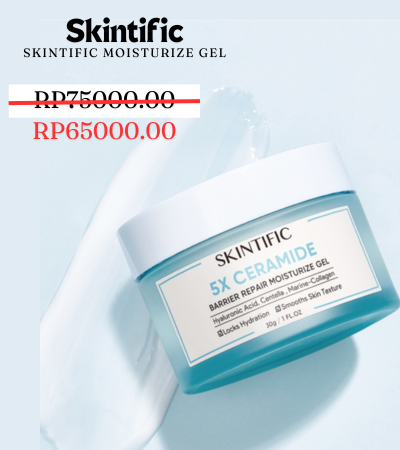 Skintific
SKINTIFIC MOISTURIZE GEL
RP75000.00
RP65000.00
SKINTIFIC
5X CERAMIDE
BARRIER REPAIR MOISTURIZE GEL
Hyaluronic Acid, Centella , Marine-Collagen
☑Locks Hydration ☑Smooths Skin Texture
30g / 1 FL.OZ